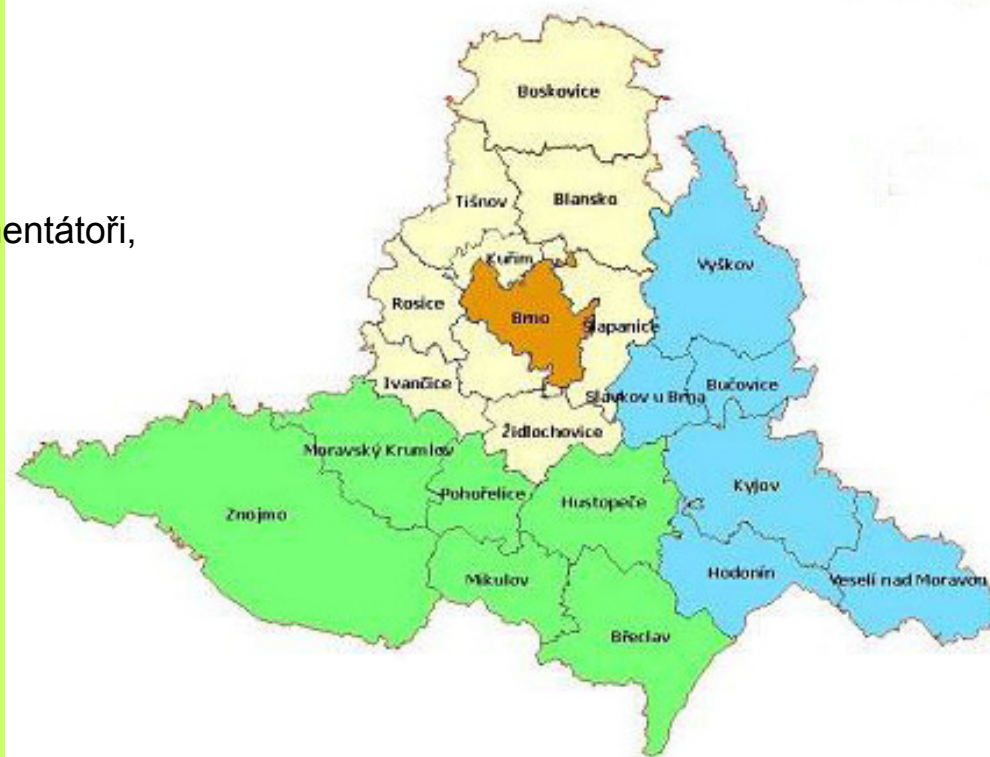 Boskovice
Tišnov
Blansko
entátoři,
Kuřim
Vyškov
Rosice
Brno
Šlapanice
Ivančice
Slavkov u Brna
Bučovice
Židlochovice
Moravský Krumlov
Pohořelice
Hustopeče
Kyjov
Znojmo
Mikulov
Hodonín
Veselí nad Moravou
Břeclav